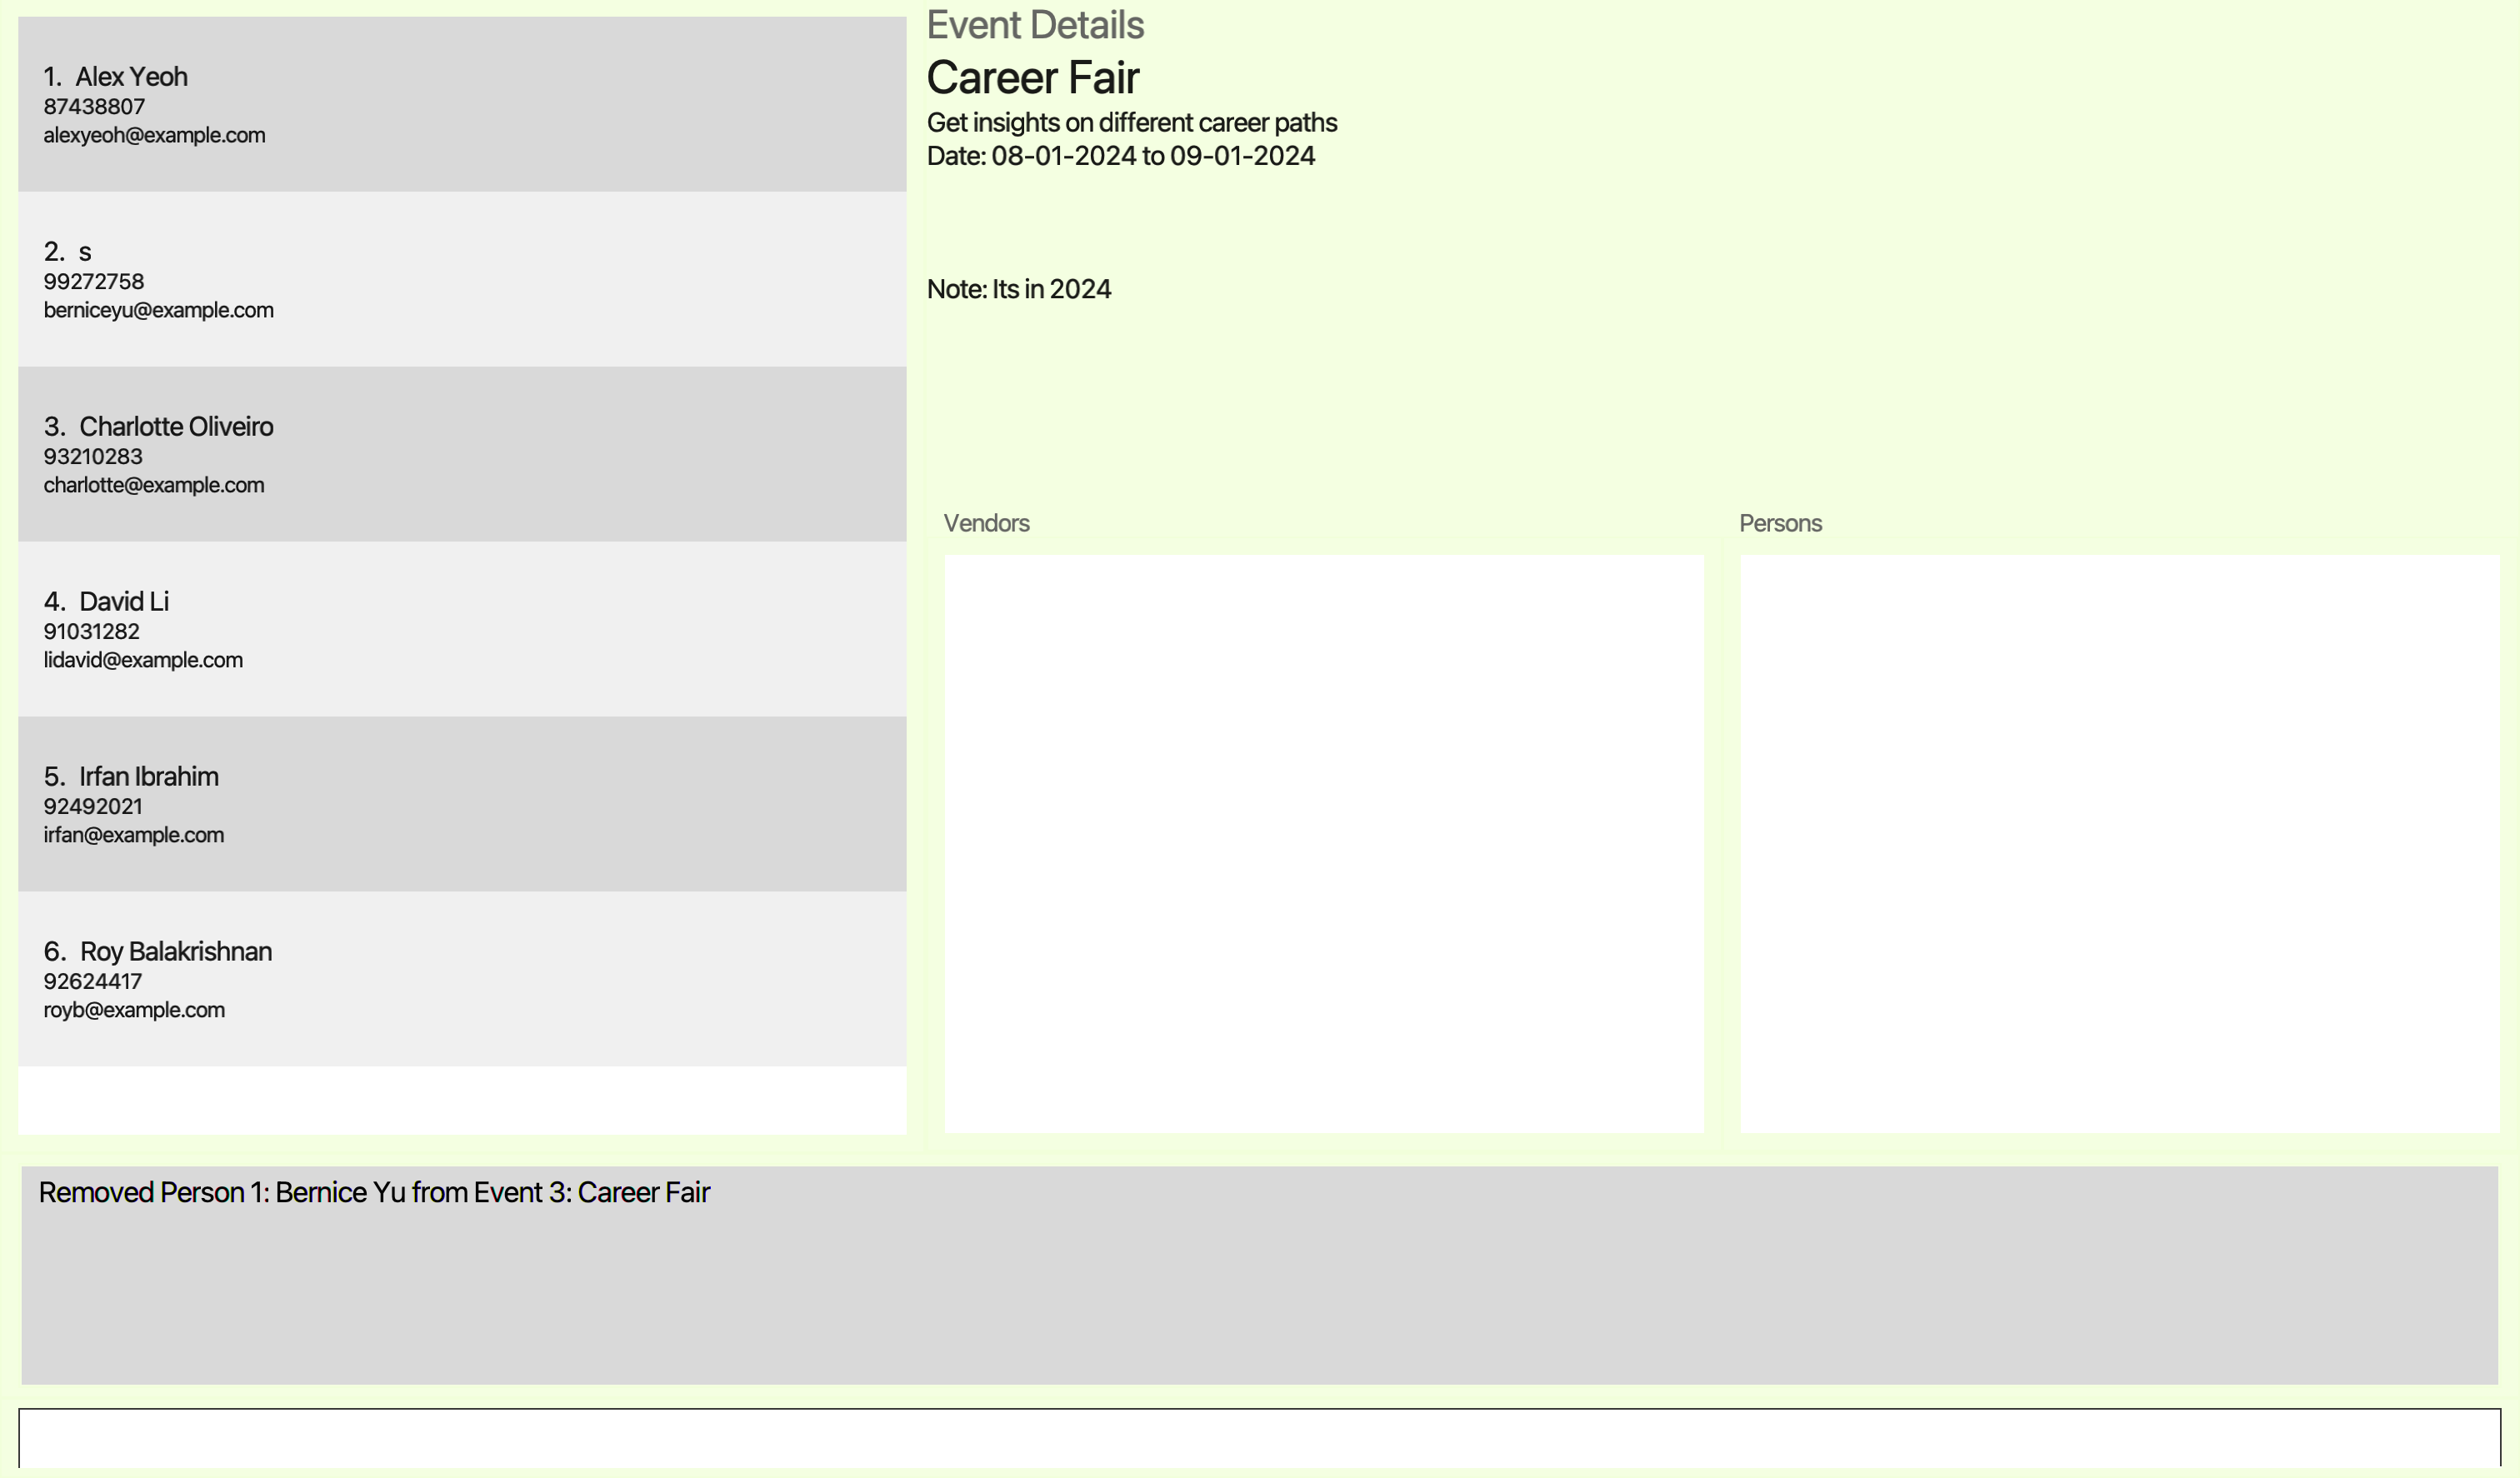 1. Alex Yeoh
87438807
alexyeoh@example.com
2. s
99272758
berniceyu@example.com
3. Charlotte Oliveiro
93210283
charlotte@example.com
4. David Li
91031282
lidavid@example.com
5. Irfan Ibrahim
92492021
irfan@example.com
6. Roy Balakrishnan
92624417
royb@example.com
Event Details
Career Fair
Get insights on different career paths
Date: 08-01-2024 to 09-01-2024
Note: Its in 2024
Vendors
Persons
Removed Person 1: Bernice Yu from Event 3: Career Fair